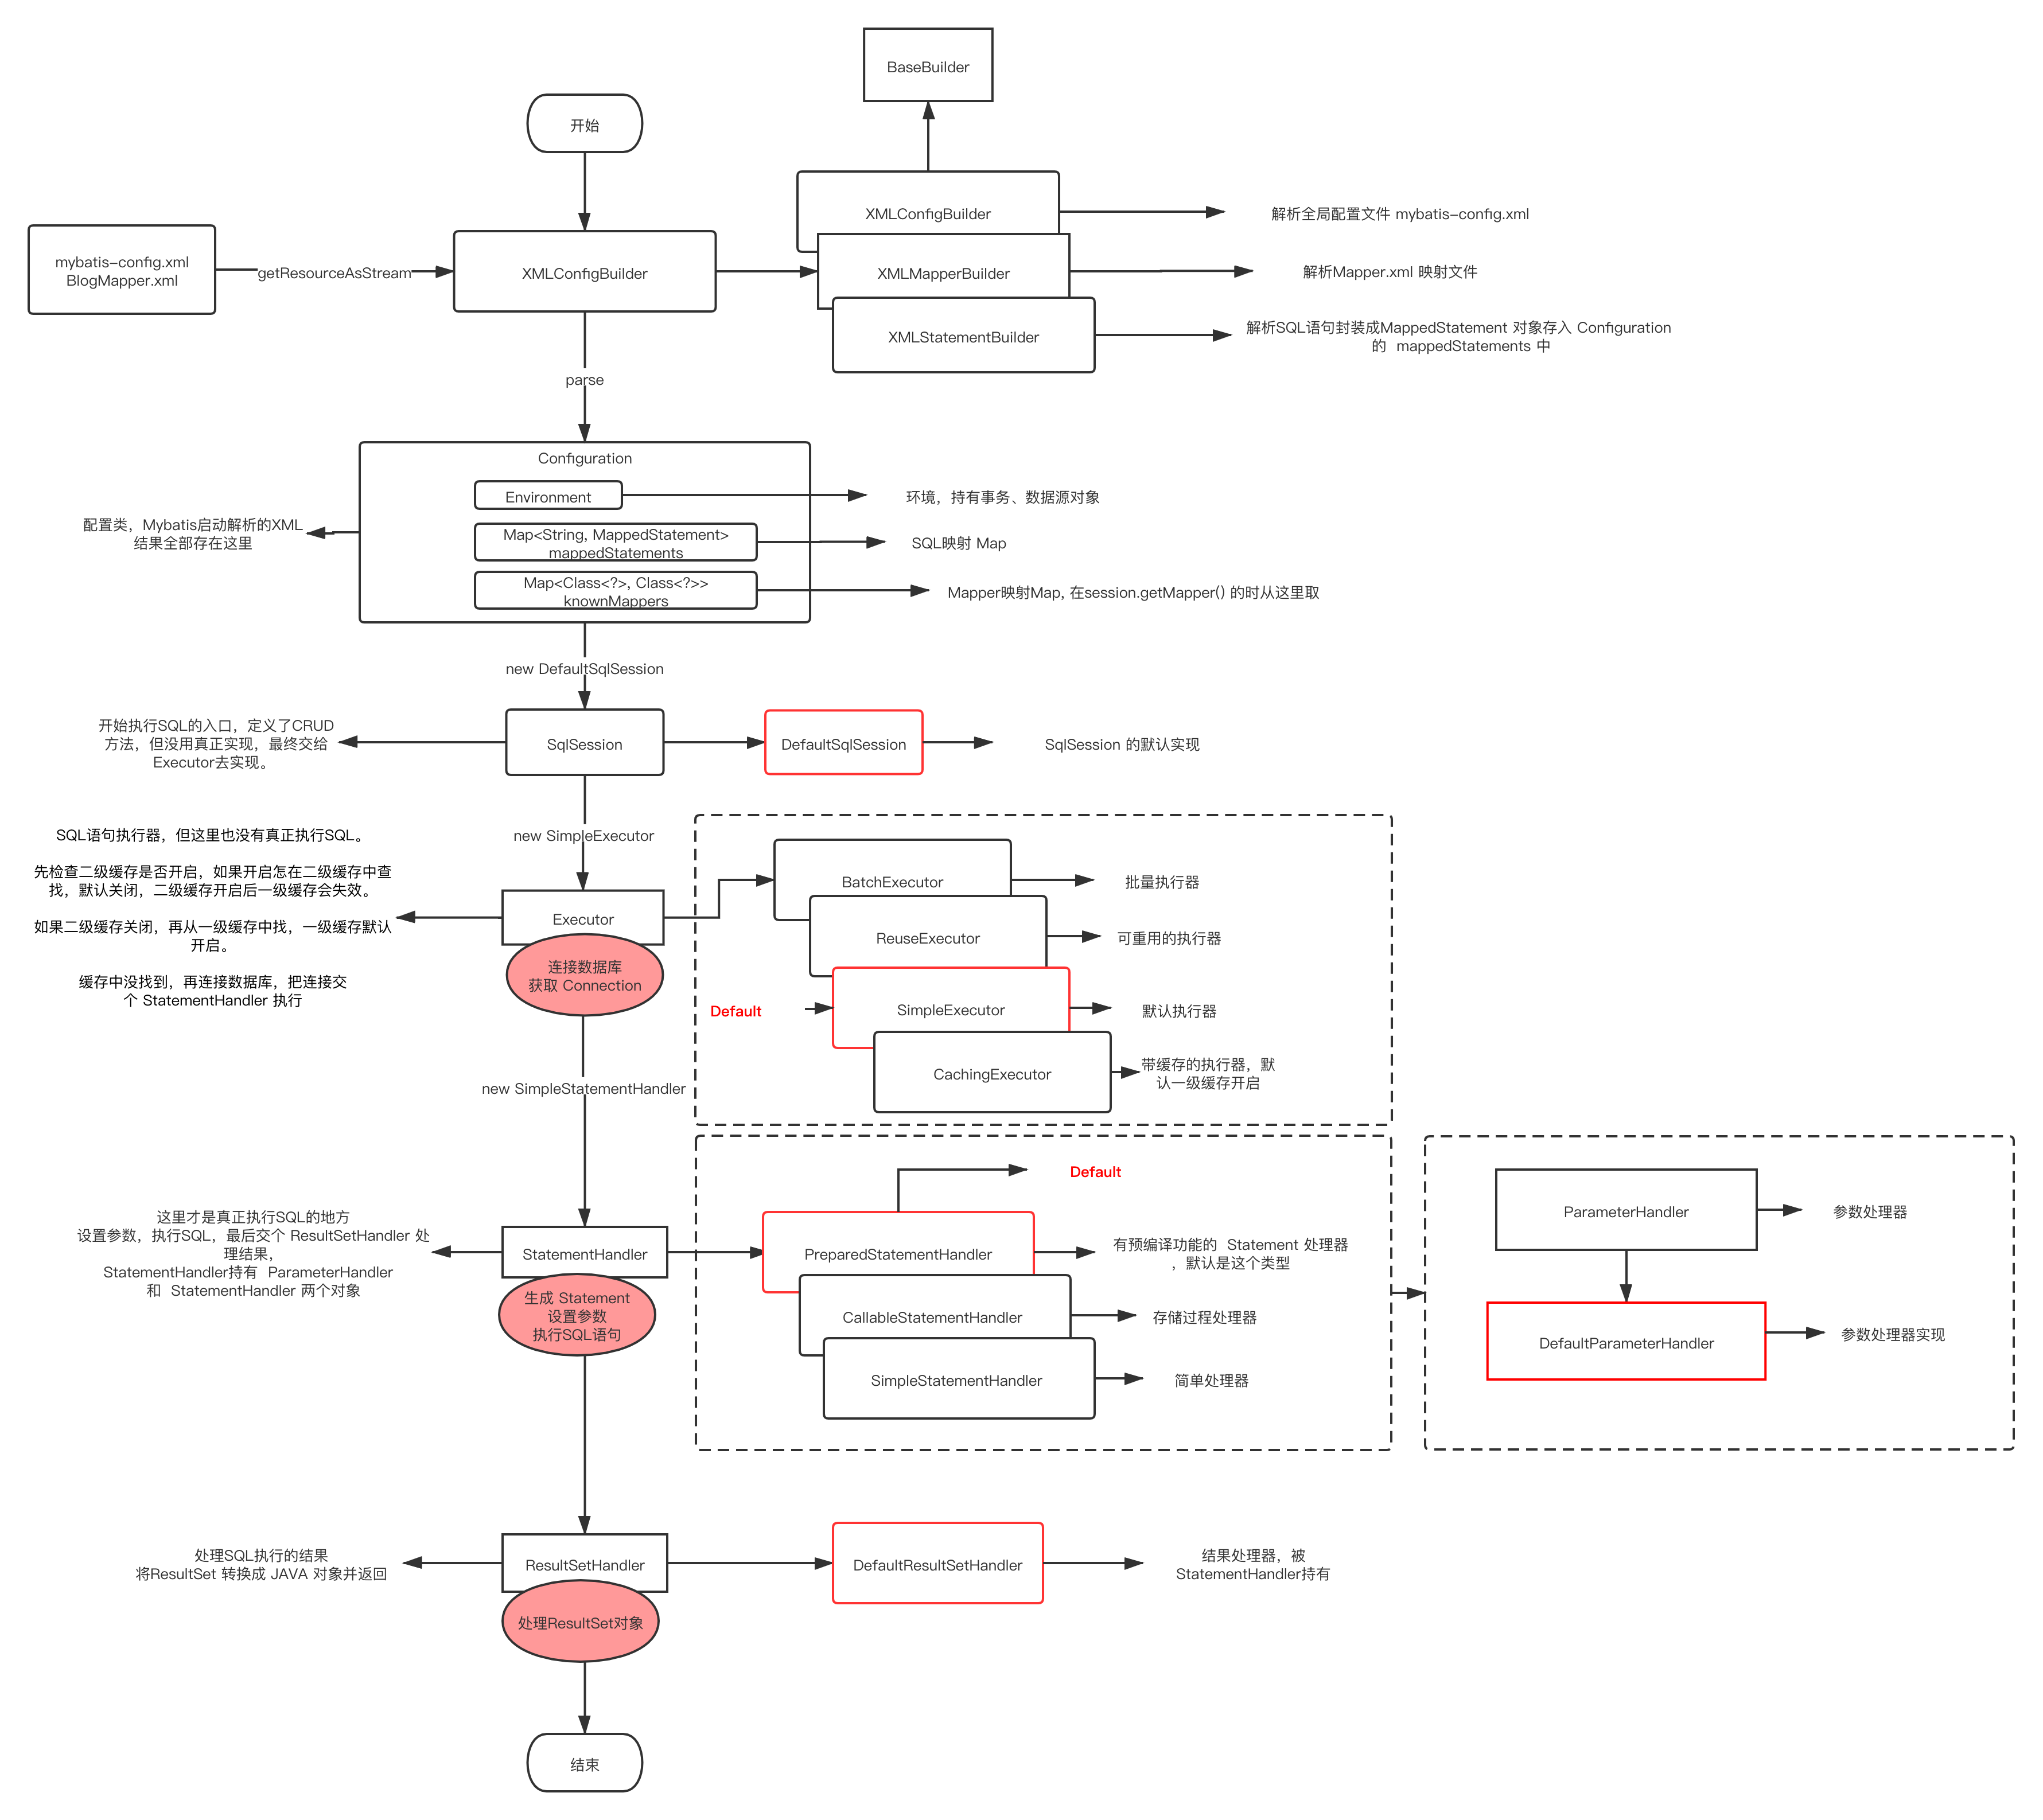 BaseBuilder
开始
XMLConfigBuilder
解析全局配置文件 mybatis-config.xml
mybatis-config.xml
BlogMapper.xml
getResourceAsStream
XMLConfigBuilder
XMLMapperBuilder
解析Mapper.xml 映射文件
XMLStatementBuilder
解析SQL语句封装成MappedStatement 对象存入 Configuration
的 mappedStatements 中
parse
Configuration
Environment
环境，持有事务、数据源对象
配置类，Mybatis启动解析的XML
结果全部存在这里
Map<String, MappedStatement>
mappedStatements
SQL映射 Map
Map<Class<?>, Class<?>>
knownMappers
Mapper映射Map, 在session.getMapper() 的时从这里取
new DefaultSqlSession
开始执行SQL的入口，定义了CRUD
方法，但没用真正实现，最终交给
Executor去实现。
SqlSession
DefaultSqlSession
SqlSession 的默认实现
new SimpleExecutor
SQL语句执行器，但这里也没有真正执行SQL。
先检查二级缓存是否开启，如果开启怎在二级缓存中查
找，默认关闭，二级缓存开启后一级缓存会失效。
如果二级缓存关闭，再从一级缓存中找，一级缓存默认
开启。
缓存中没找到，再连接数据库，把连接交
个 StatementHandler 执行
Executor
连接数据库
获取 Connection
BatchExecutor
批量执行器
ReuseExecutor
可重用的执行器
Default
SimpleExecutor
默认执行器
CachingExecutor
带缓存的执行器，默
认一级缓存开启
new SimpleStatementHandler
Default
这里才是真正执行SQL的地方
设置参数，执行SQL，最后交个 ResultSetHandler 处
理结果，
StatementHandler持有 ParameterHandler
和 StatementHandler 两个对象
StatementHandler
生成 Statement
设置参数
执行SQL语句
PreparedStatementHandler
有预编译功能的 Statement 处理器
，默认是这个类型
CallableStatementHandler
存储过程处理器
SimpleStatementHandler
简单处理器
ParameterHandler
参数处理器
DefaultParameterHandler
参数处理器实现
处理SQL执行的结果
将ResultSet 转换成 JAVA 对象并返回
ResultSetHandler
处理ResultSet对象
DefaultResultSetHandler
结果处理器，被
StatementHandler持有
结束